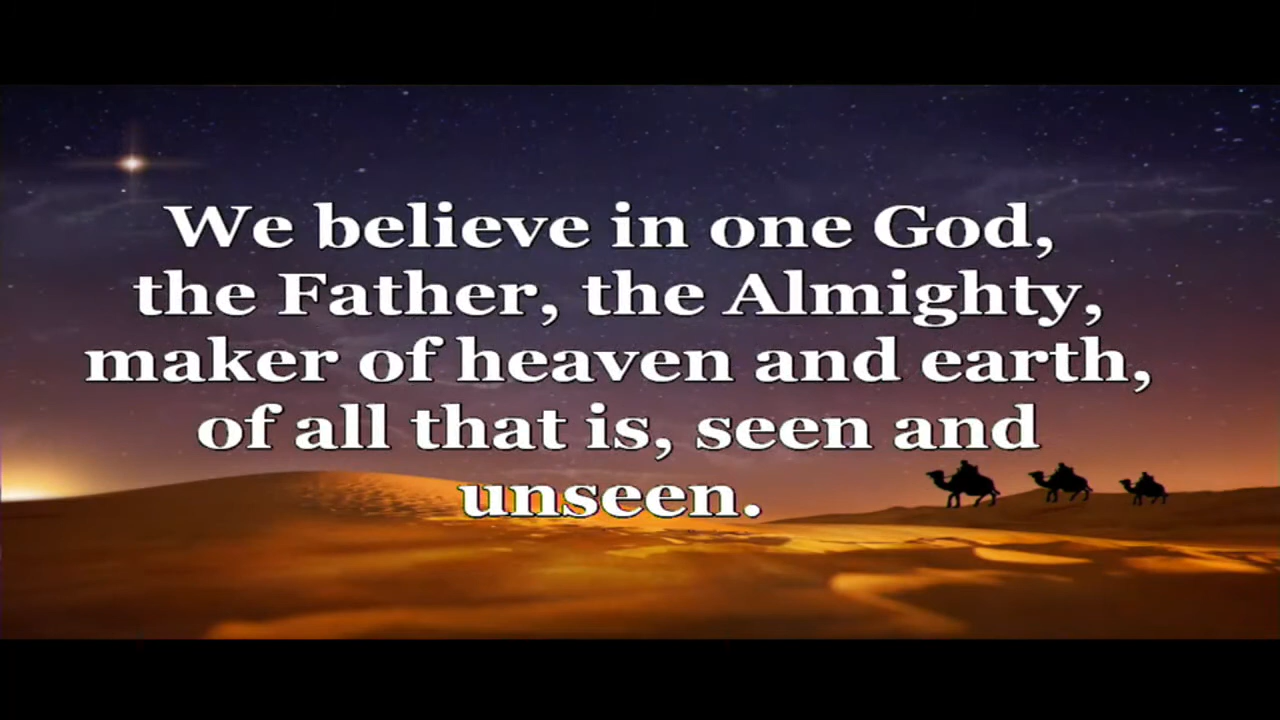 We believe in one God,
the Father, the Almighty,
maker of heaven and earth,
of all that is, seen and
unseen.